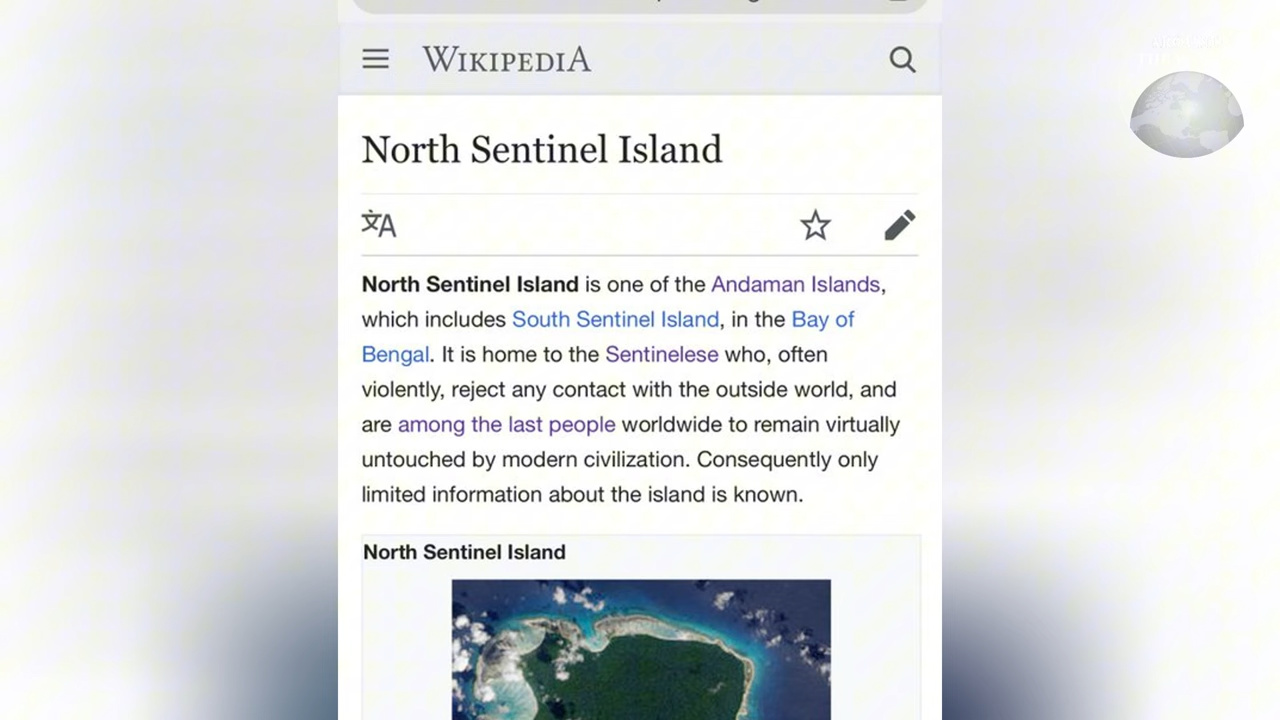 WIKIPEDIA
North Sentinel Island
文A
North Sentinel Island is one of the Andaman Islands,
which includes South Sentinel Island, in the Bay of
Bengal. It is home to the Sentinelese who, often
violently, reject any contact with the outside world, and
are among the last people worldwide to remain virtually
untouched by modern civilization. Consequently only
limited information about the island is known.
North Sentinel Island